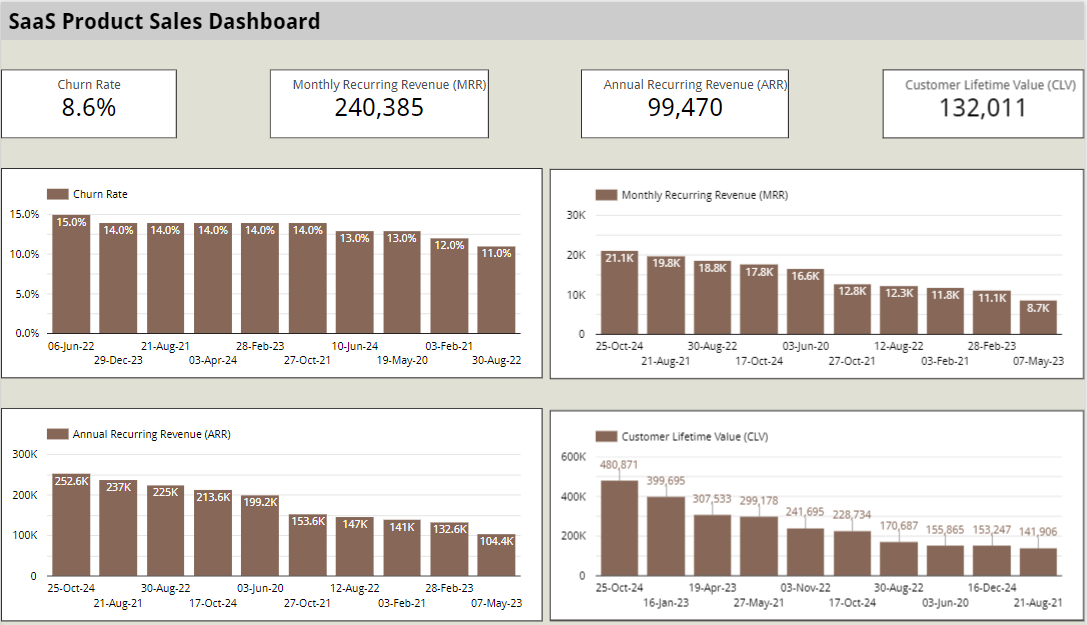 SaaS Product Sales Dashboard
Churn Rate
8.6%
Monthly Recurring Revenue (MRR)
240,385
Annual Recurring Revenue (ARR)
99,470
Customer Lifetime Value (CLV)
132,011
Churn Rate
15.0%
10.0%
5.0%
0.0%
15.0% 14.0% 14.0% 14.0% 14.0% 14.0% 13.0% 13.0% 12.0% 11.0%
06-Jun-22 21-Aug-21 28-Feb-23 10-Jun-24 03-Feb-21
29-Dec-23 03-Apr-24 27-Oct-21 19-May-20 30-Aug-22
Monthly Recurring Revenue (MRR)
30K
20K
10K
0
21.1K 19.8K 18.8K 17.8K 16.6K 12.8K 12.3K 11.8K 11.1K 8.7K
25-Oct-24 30-Aug-22 03-Jun-20 12-Aug-22 28-Feb-23
21-Aug-21 17-Oct-24 27-Oct-21 03-Feb-21 07-May-23
Annual Recurring Revenue (ARR)
300K
200K
100K
0
252.6K 237K 225K 213.6K 199.2K 153.6K 147K 141K 132.6K 104.4K
25-Oct-24 30-Aug-22 03-Jun-20 12-Aug-22 28-Feb-23
21-Aug-21 17-Oct-24 27-Oct-21 03-Feb-21 07-May-23
Customer Lifetime Value (CLV)
600K
400K
200K
0
480,871 399,695 307,533 299,178 241,695 228,734 170,687 155,865 153,247 141,906
25-Oct-24 19-Apr-23 03-Nov-22 30-Aug-22 16-Dec-24
16-Jan-23 27-May-21 17-Oct-24 03-Jun-20 21-Aug-21